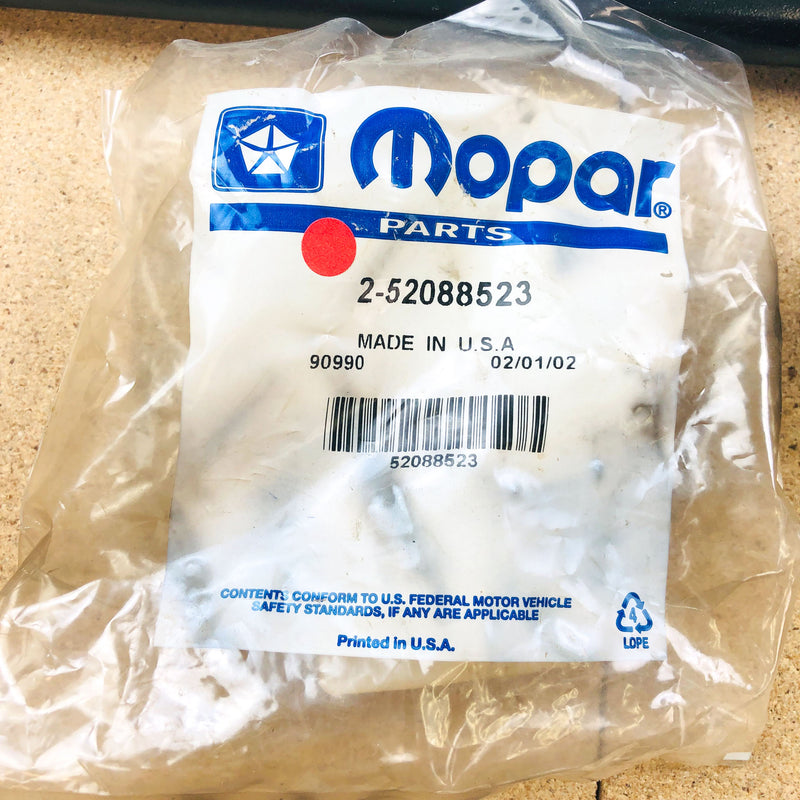 Mopar®
PARTS
2-52088523
MADE IN U.S.A
90990 02/01/02
52088523
CONTENTS CONFORM TO U.S. FEDERAL MOTOR VEHICLE
SAFETY STANDARDS, IF ANY ARE APPLICABLE
Printed in U.S.A.
4
LDPE